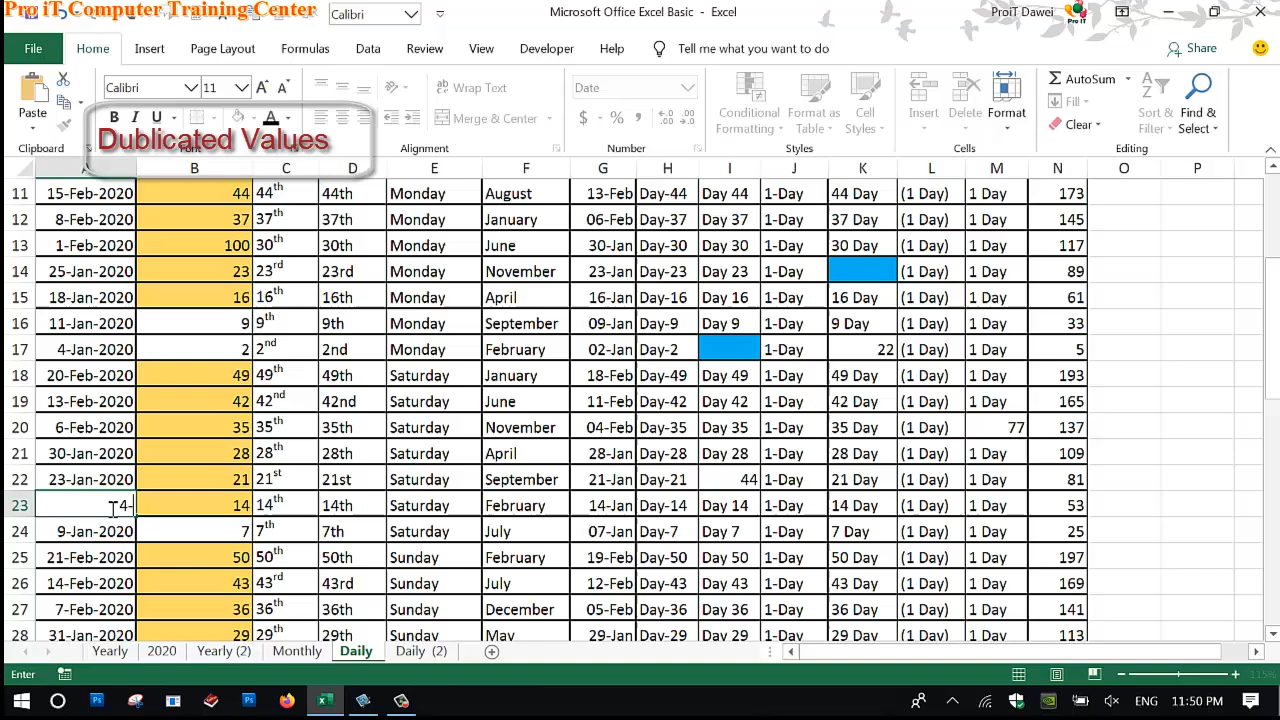 Pro iT Computer Training Center
Calibri
Microsoft Office Excel Basic - Excel
ProiT Dawei
File Home Insert Page Layout Formulas Data Review View Developer Help Tell me what you want to do Share
Paste
Calibri 11
B I U
Wrap Text
Merge & Center
Date
$ % ,
Conditional Formatting Format as Table Cell Styles
Insert Delete Format
AutoSum
Fill
Clear
Sort & Filter
Find & Select
Dublicated Values
Clipboard Alignment Number Styles Cells
B C D E F G H I J K L M N O P
11 15-Feb-2020 44 44th 44th Monday August 13-Feb Day-44 Day 44 1-Day 44 Day (1 Day) 1 Day 173
12 8-Feb-2020 37 37th 37th Monday January 06-Feb Day-37 Day 37 1-Day 37 Day (1 Day) 1 Day 145
13 1-Feb-2020 100 30th 30th Monday June 30-Jan Day-30 Day 30 1-Day 30 Day (1 Day) 1 Day 117
14 25-Jan-2020 23 23rd 23rd Monday November 23-Jan Day-23 Day 23 1-Day (1 Day) 1 Day 89
15 18-Jan-2020 16 16th 16th Monday April 16-Jan Day-16 Day 16 1-Day 16 Day (1 Day) 1 Day 61
16 11-Jan-2020 9 9th 9th Monday September 09-Jan Day-9 Day 9 1-Day 9 Day (1 Day) 1 Day 33
17 4-Jan-2020 2 2nd 2nd Monday February 02-Jan Day-2 1-Day 22 (1 Day) 1 Day 5
18 20-Feb-2020 49 49th 49th Saturday January 18-Feb Day-49 Day 49 1-Day 49 Day (1 Day) 1 Day 193
19 13-Feb-2020 42 42nd 42nd Saturday June 11-Feb Day-42 Day 42 1-Day 42 Day (1 Day) 1 Day 165
20 6-Feb-2020 35 35th 35th Saturday November 04-Feb Day-35 Day 35 1-Day 35 Day (1 Day) 77 137
21 30-Jan-2020 28 28th 28th Saturday April 28-Jan Day-28 Day 28 1-Day 28 Day (1 Day) 1 Day 109
22 23-Jan-2020 21 21st 21st Saturday September 21-Jan Day-21 44 1-Day 21 Day (1 Day) 1 Day 81
23 4- 14 14th 14th Saturday February 14-Jan Day-14 Day 14 1-Day 14 Day (1 Day) 1 Day 53
24 9-Jan-2020 7 7th 7th Saturday July 07-Jan Day-7 Day 7 1-Day 7 Day (1 Day) 1 Day 25
25 21-Feb-2020 50 50th 50th Sunday February 19-Feb Day-50 Day 50 1-Day 50 Day (1 Day) 1 Day 197
26 14-Feb-2020 43 43rd 43rd Sunday July 12-Feb Day-43 Day 43 1-Day 43 Day (1 Day) 1 Day 169
27 7-Feb-2020 36 36th 36th Sunday December 05-Feb Day-36 Day 36 1-Day 36 Day (1 Day) 1 Day 141
28 31-Jan-2020 29 29th 29th Sunday May 29-Jan Day-29 Day 29 1-Day 29 Day (1 Day) 1 Day 113
Yearly 2020 Yearly (2) Monthly Daily Daily (2)
Enter 115%
ENG 11:50 PM